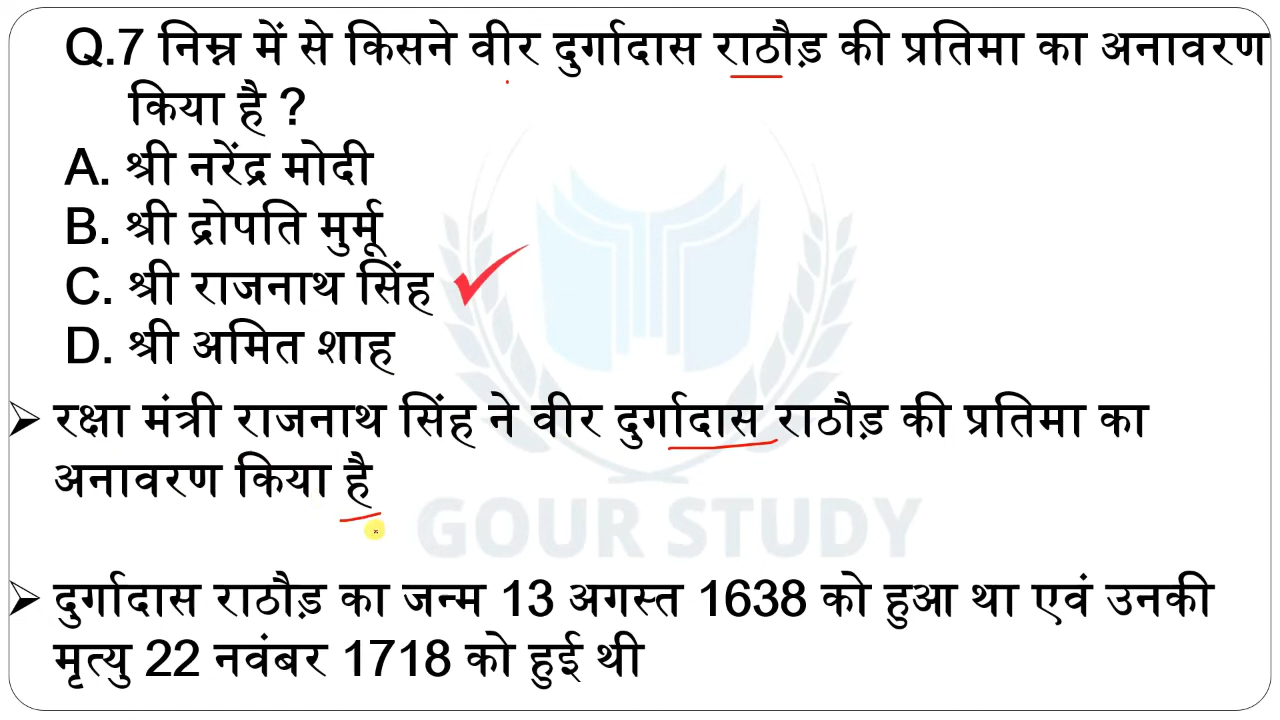 Q.7 निम्न में से किसने वीर दुर्गादास राठौड़ की प्रतिमा का अनावरण
किया है ?
A. श्री नरेंद्र मोदी
B. श्री द्रोपति मुर्मू
C. श्री राजनाथ सिंह
D. श्री अमित शाह
रक्षा मंत्री राजनाथ सिंह ने वीर दुर्गादास राठौड़ की प्रतिमा का
अनावरण किया है
GOUR STUDY
दुर्गादास राठौड़ का जन्म 13 अगस्त 1638 को हुआ था एवं उनकी
मृत्यु 22 नवंबर 1718 को हुई थी